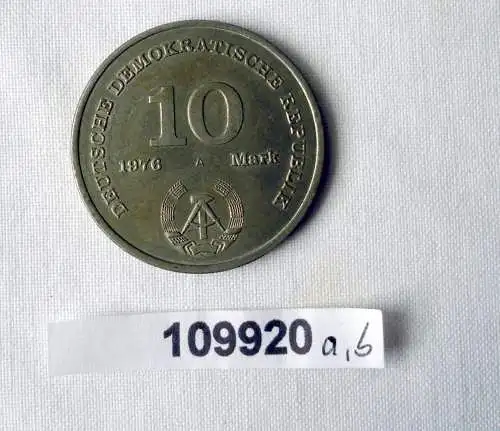 DEUTSCHE DEMOKRATISCHE REPUBLIK
10
1976 A Mark
109920 a,b